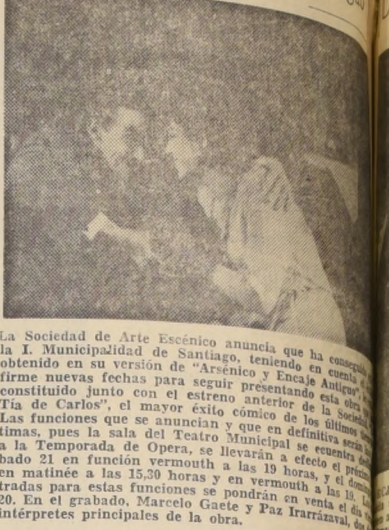 La Sociedad de Arte Escénico anuncia que ha
la I. Municipalidad de Santiago, teniendo en cuenta
obtenido en su versión de "Arsénico y Encaje Antiguo"
firme nuevas fechas para seguir presentando esta obra
constituido junto con el estreno anterior de la Sociedad,
Tía de Carlos", el mayor éxito cómico de los últimos
Las funciones que se anuncian y que en definitiva serán
timas, pues la sala del Teatro Municipal se
a la Temporada de Opera, se llevarán a efecto el
bado 21 en función vermouth a las 19 horas, y el
en matinée a las 15,30 horas y en vermouth a las 19.
tradas para estas funciones se pondrán en venta el día
20. En el grabado, Marcelo Gaete y Paz Irarrázaval,
intérpretes principales de la obra.